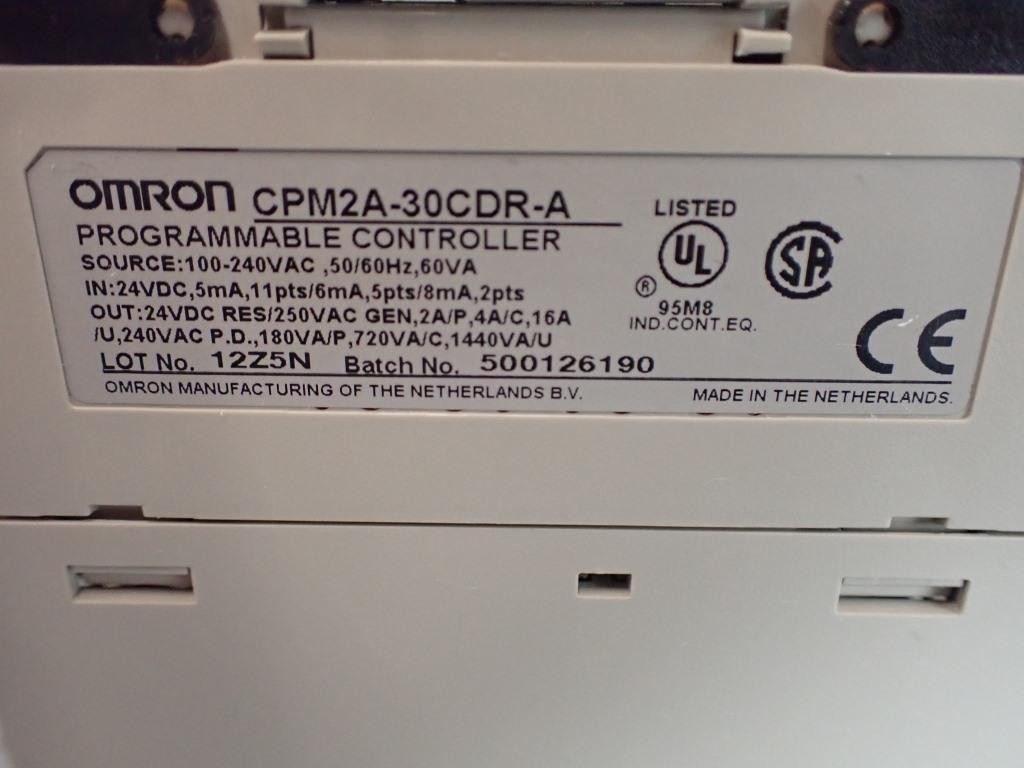 OMRON CPM2A-30CDR-A
PROGRAMMABLE CONTROLLER
SOURCE:100-240VAC ,50/60Hz,60VA
IN:24VDC,5mA,11pts/6mA,5pts/8mA,2pts
OUT:24VDC RES/250VAC GEN,2A/P,4A/C,16A
/U,240VAC P.D.,180VA/P,720VA/C,1440VA/U
LOT No. 12Z5N Batch No. 500126190
OMRON MANUFACTURING OF THE NETHERLANDS B.V.
LISTED
UL
®
95M8
IND.CONT.EQ.
SA
CE
MADE IN THE NETHERLANDS.